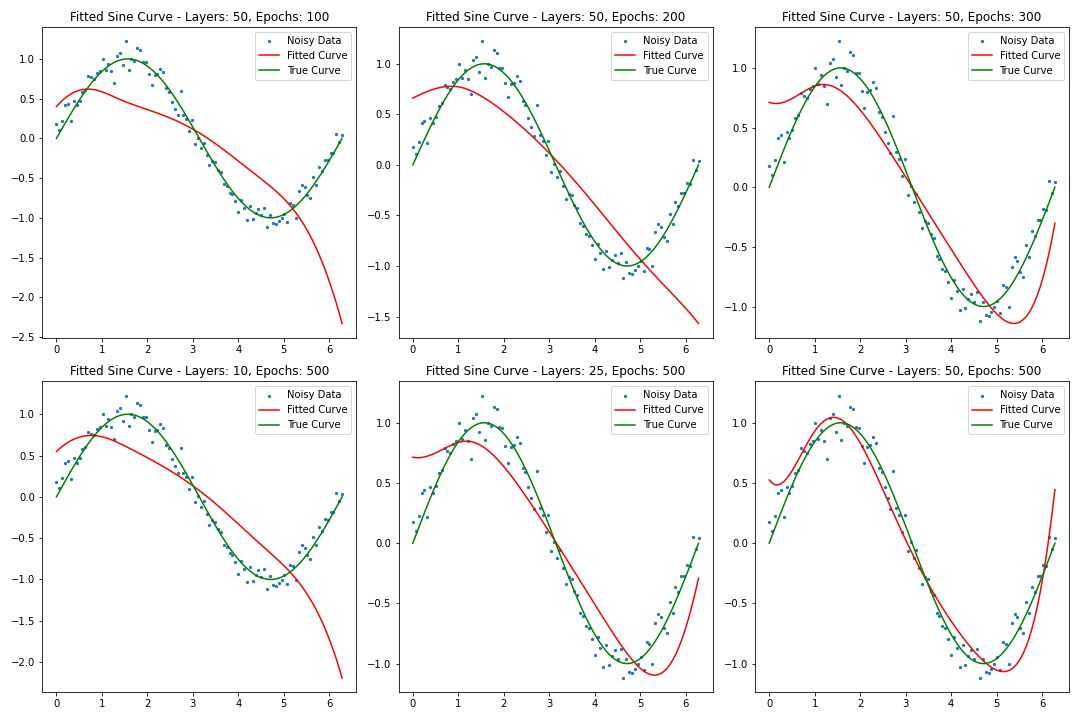 Fitted Sine Curve - Layers: 50, Epochs: 100
Noisy Data
Fitted Curve
True Curve
1.0
0.5
0.0
−0.5
−1.0
−1.5
−2.0
−2.5
0 1 2 3 4 5 6
Fitted Sine Curve - Layers: 50, Epochs: 200
Noisy Data
Fitted Curve
True Curve
1.0
0.5
0.0
−0.5
−1.0
−1.5
0 1 2 3 4 5 6
Fitted Sine Curve - Layers: 50, Epochs: 300
Noisy Data
Fitted Curve
True Curve
1.0
0.5
0.0
−0.5
−1.0
0 1 2 3 4 5 6
Fitted Sine Curve - Layers: 10, Epochs: 500
Noisy Data
Fitted Curve
True Curve
1.0
0.5
0.0
−0.5
−1.0
−1.5
−2.0
0 1 2 3 4 5 6
Fitted Sine Curve - Layers: 25, Epochs: 500
Noisy Data
Fitted Curve
True Curve
1.0
0.5
0.0
−0.5
−1.0
0 1 2 3 4 5 6
Fitted Sine Curve - Layers: 50, Epochs: 500
Noisy Data
Fitted Curve
True Curve
1.0
0.5
0.0
−0.5
−1.0
0 1 2 3 4 5 6